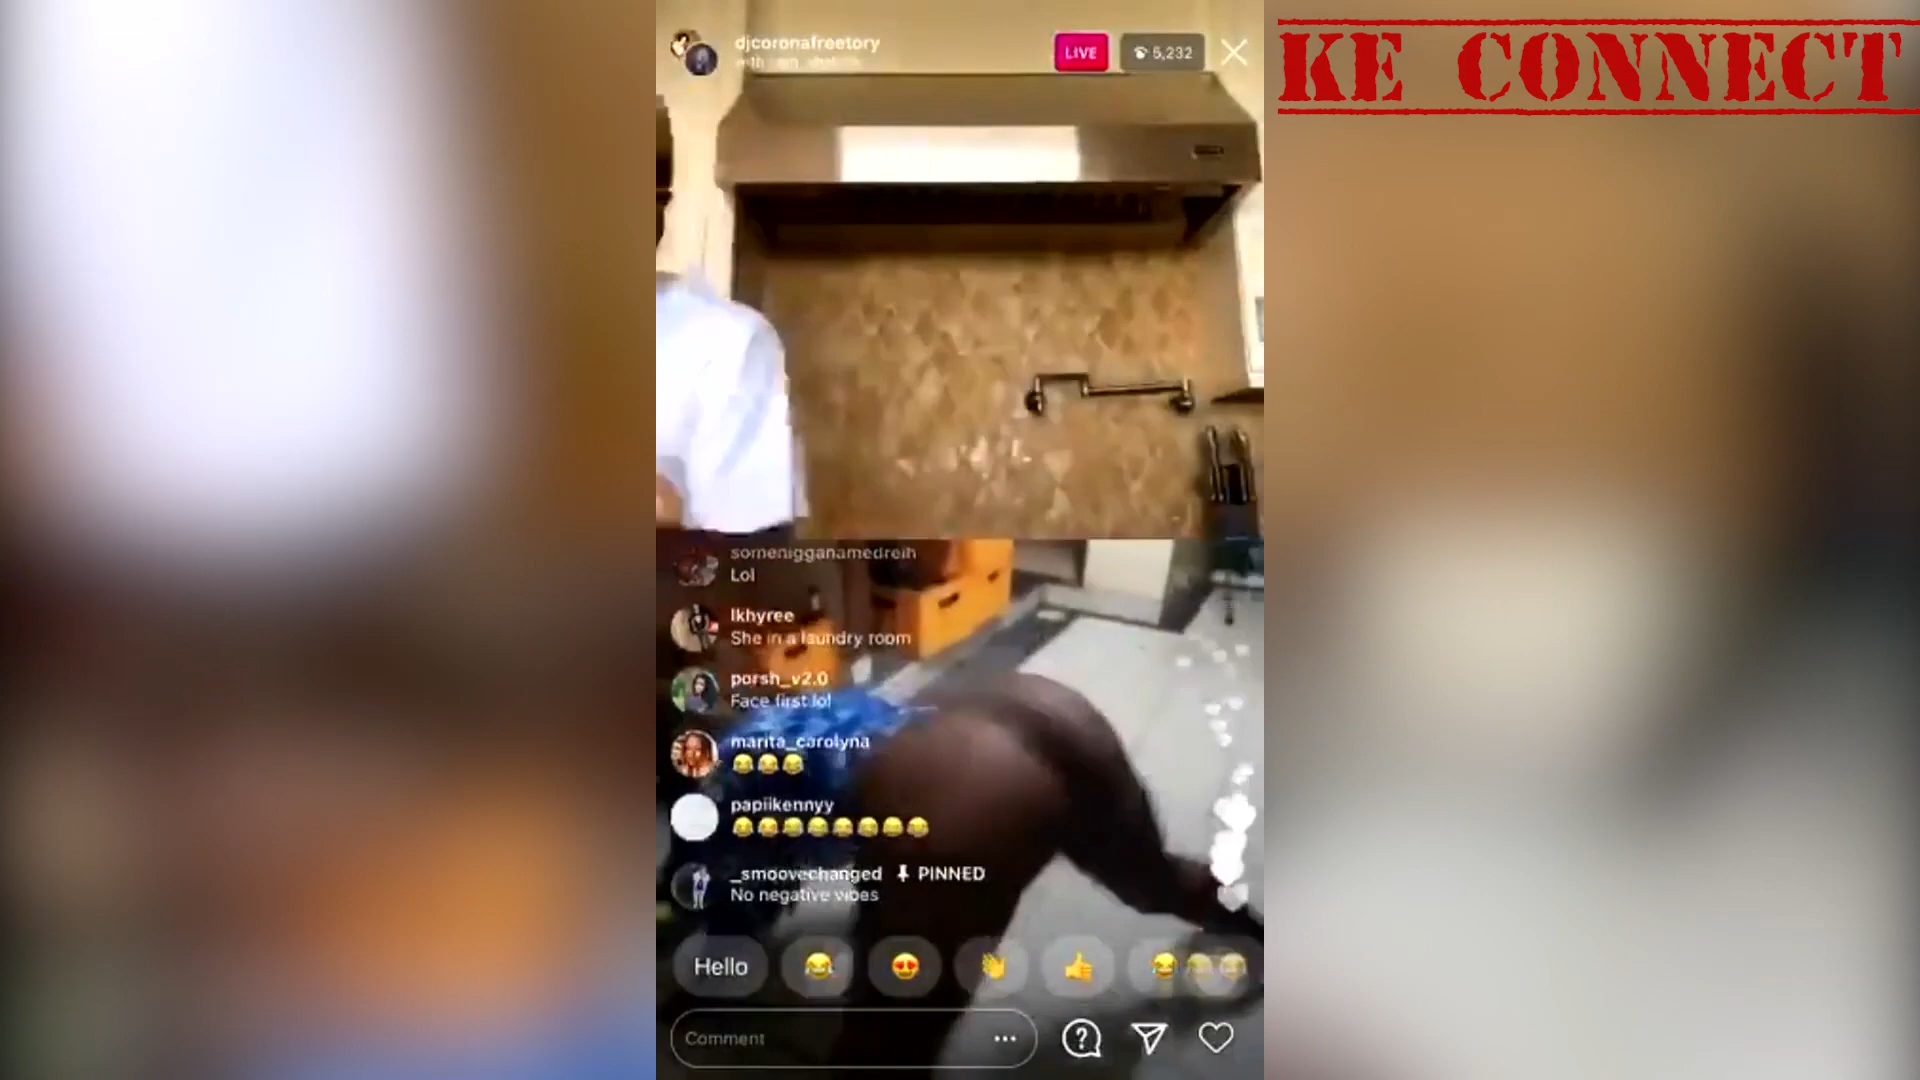 KE CONNECT
djcoronafreetory
LIVE
5,232
somenigganamedreih
Lol
lkhyree
She in a laundry room
porsh_v2.0
Face first lol
marita_carolyna
😂😂😂
papiikennyy
😂😂😂😂😂😂😂😂
_smoovechanged PINNED
No negative vibes
Hello
Comment